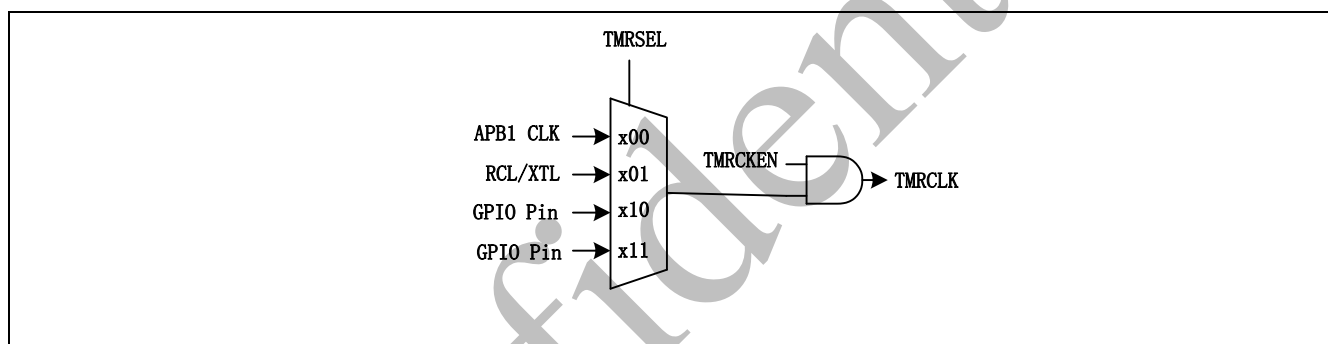 TMRSEL
APB1 CLK x00
RCL/XTL x01
GPIO Pin x10
GPIO Pin x11
TMRCKEN
TMRCLK